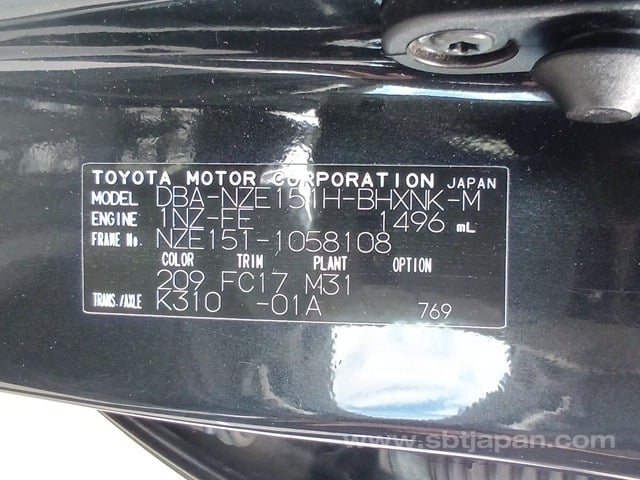 TOYOTA MOTOR CORPORATION JAPAN
MODEL DBA-NZE151H-BHXNK-M
ENGINE 1NZ-FE 1496 mL
FRAME No. NZE151-1058108
COLOR TRIM PLANT OPTION
209 FC17 M31
TRANS./AXLE K310 -01A 769
www.sbtjapan.com